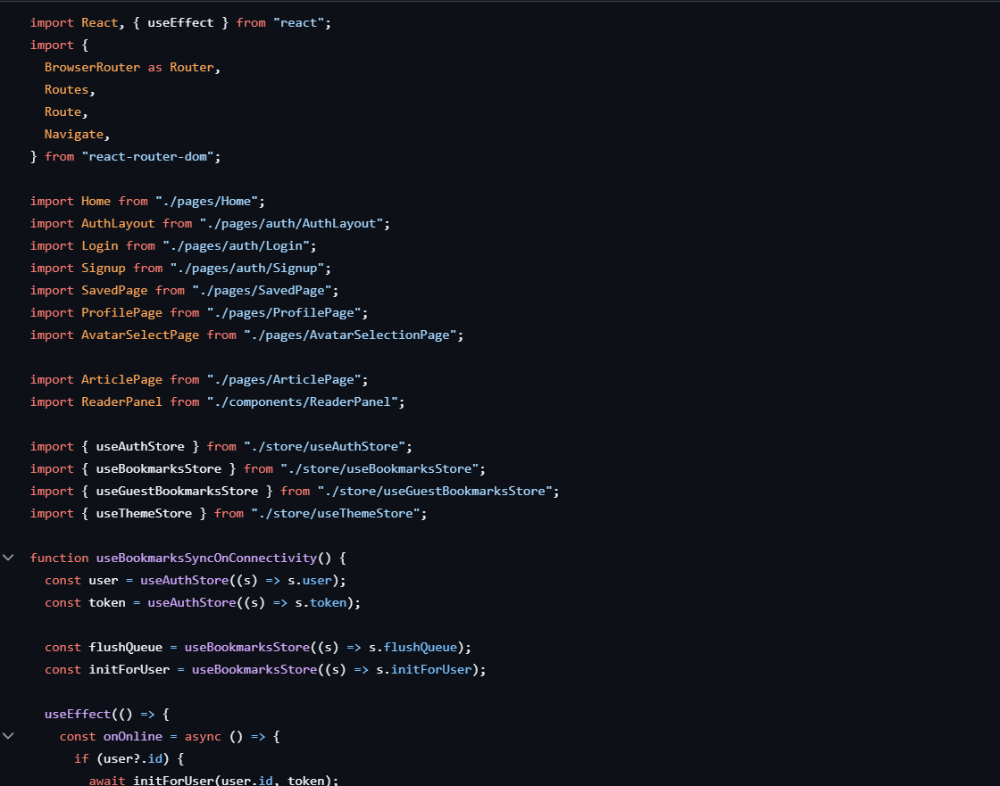 import React, { useEffect } from "react";
import {
  BrowserRouter as Router,
  Routes,
  Route,
  Navigate,
} from "react-router-dom";

import Home from "./pages/Home";
import AuthLayout from "./pages/auth/AuthLayout";
import Login from "./pages/auth/Login";
import Signup from "./pages/auth/Signup";
import SavedPage from "./pages/SavedPage";
import ProfilePage from "./pages/ProfilePage";
import AvatarSelectPage from "./pages/AvatarSelectionPage";

import ArticlePage from "./pages/ArticlePage";
import ReaderPanel from "./components/ReaderPanel";

import { useAuthStore } from "./store/useAuthStore";
import { useBookmarksStore } from "./store/useBookmarksStore";
import { useGuestBookmarksStore } from "./store/useGuestBookmarksStore";
import { useThemeStore } from "./store/useThemeStore";

function useBookmarksSyncOnConnectivity() {
  const user = useAuthStore((s) => s.user);
  const token = useAuthStore((s) => s.token);

  const flushQueue = useBookmarksStore((s) => s.flushQueue);
  const initForUser = useBookmarksStore((s) => s.initForUser);

  useEffect(() => {
    const onOnline = async () => {
      if (user?.id) {
        await initForUser(user.id, token);